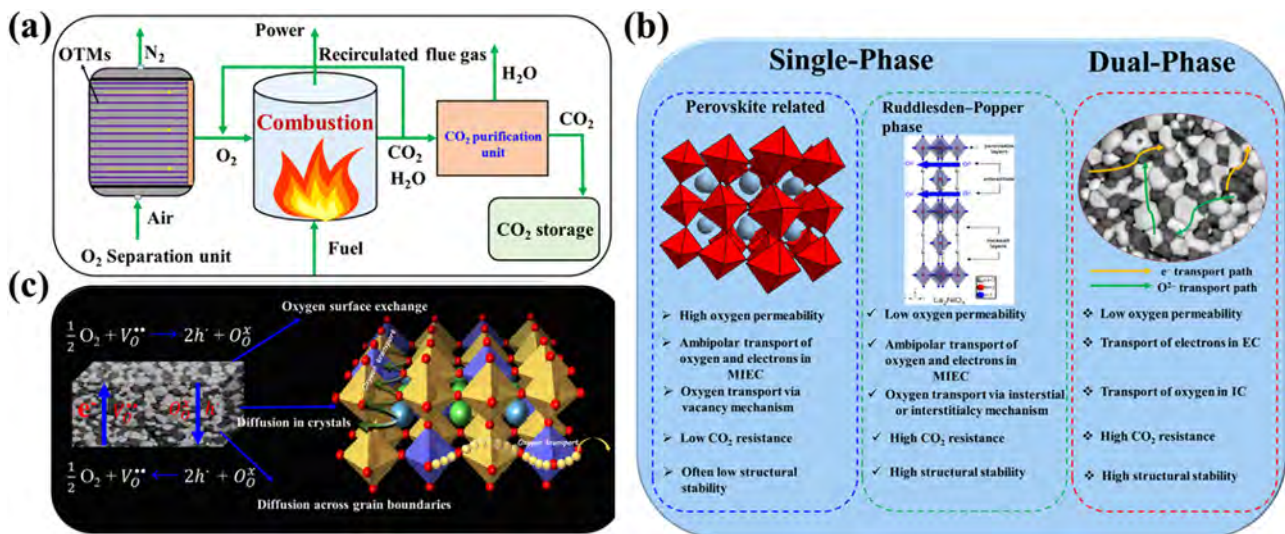 (a)
Power
N₂
OTMs
Recirculated flue gas
H₂O
Combustion
CO₂ purification
unit
CO₂
O₂
CO₂
H₂O
Air
O₂ Separation unit
Fuel
CO₂ storage
(b)
Single-Phase
Dual-Phase
Perovskite related
Ruddlesden–Popper
phase
layers
layers
e⁻ transport path
O²⁻ transport path
➢ High oxygen permeability
➢ Ambipolar transport of
oxygen and electrons in
MIEC
➢ Oxygen transport via
vacancy mechanism
➢ Low CO₂ resistance
➢ Often low structural
stability
✓ Low oxygen permeability
✓ Ambipolar transport of
oxygen and electrons in
MIEC
✓ Oxygen transport via insterstial
or interstitialcy mechanism
✓ High CO₂ resistance
✓ High structural stability
❖ Low oxygen permeability
❖ Transport of electrons in EC
❖ Transport of oxygen in IC
❖ High CO₂ resistance
❖ High structural stability
(c)
Oxygen surface exchange
½ O₂ + V_O^•• → 2h^· + O_O^x
Diffusion in crystals
½ O₂ + V_O^•• ← 2h^· + O_O^x
Diffusion across grain boundaries